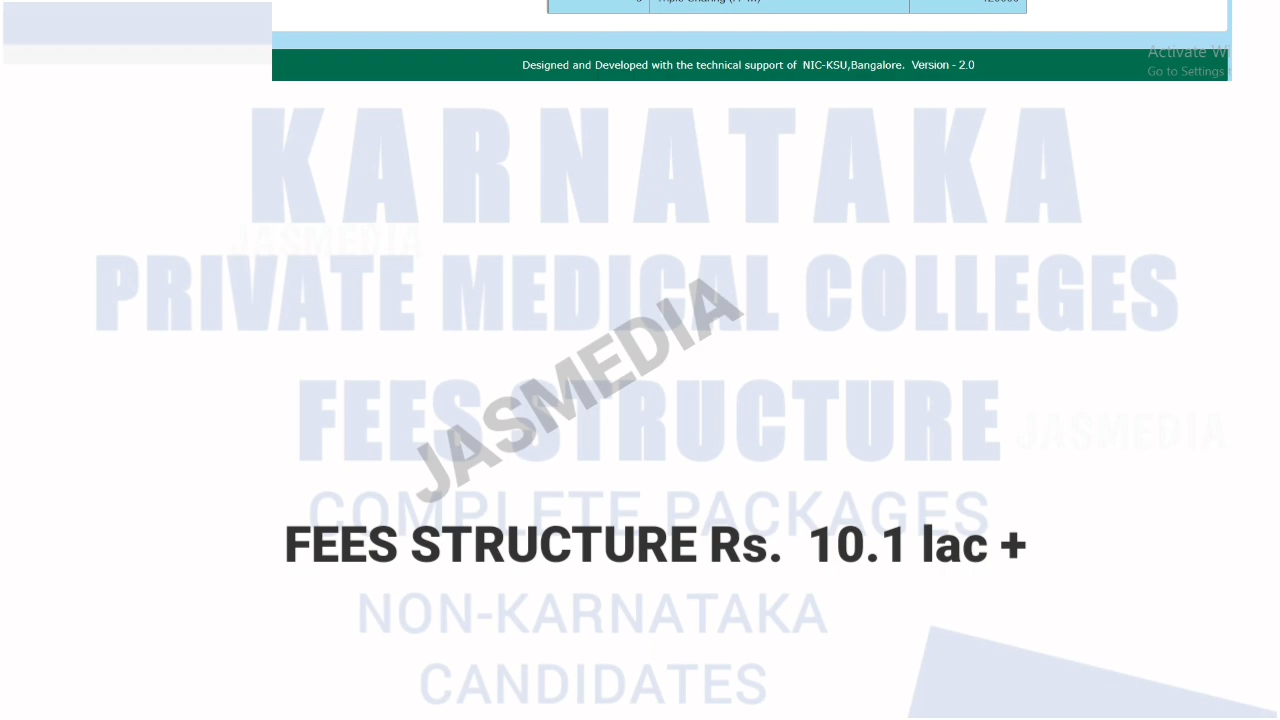 Designed and Developed with the technical support of NIC-KSU,Bangalore. Version - 2.0
Activate Wi
Go to Settings
KARNATAKA
JASMEDIA
PRIVATE MEDICAL COLLEGES
JASMEDIA
FEES STRUCTURE
JASMEDIA
COMPLETE PACKAGES
FEES STRUCTURE Rs. 10.1 lac +
NON-KARNATAKA
CANDIDATES